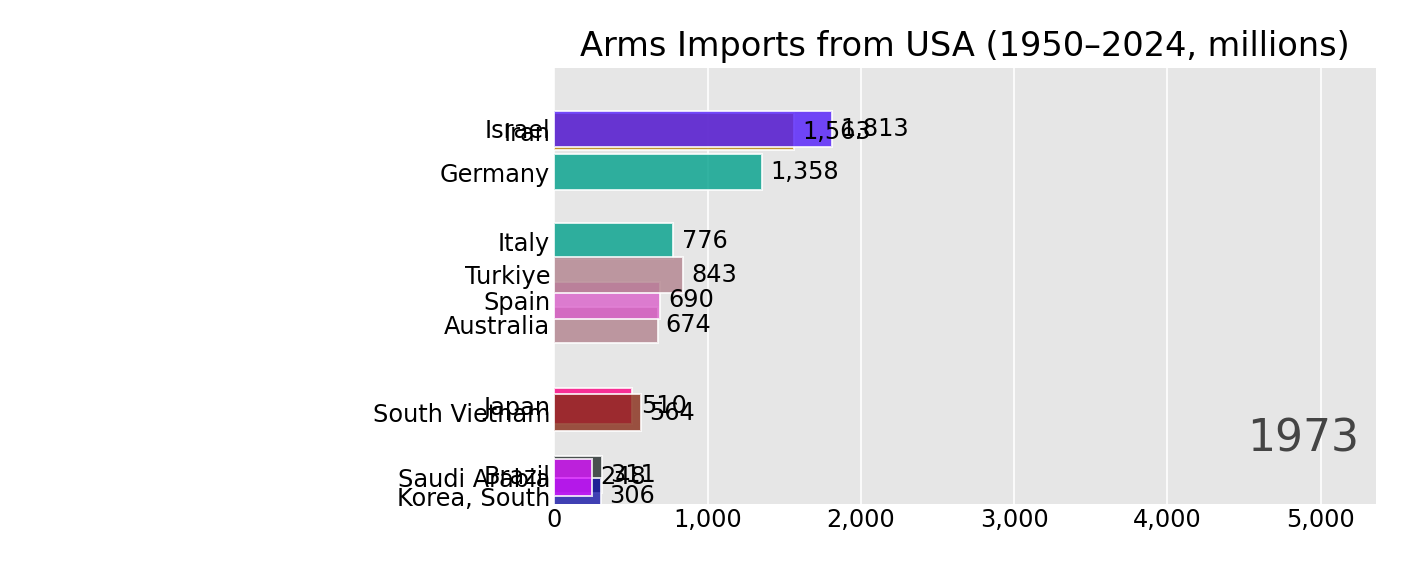 Arms Imports from USA (1950–2024, millions)
Israel 1,813
Iran 1,563
Germany 1,358
Italy 776
Turkiye 843
Spain 690
Australia 674
Japan 510
South Vietnam 564
1973
Brazil 311
Saudi Arabia 248
Korea, South 306
0 1,000 2,000 3,000 4,000 5,000